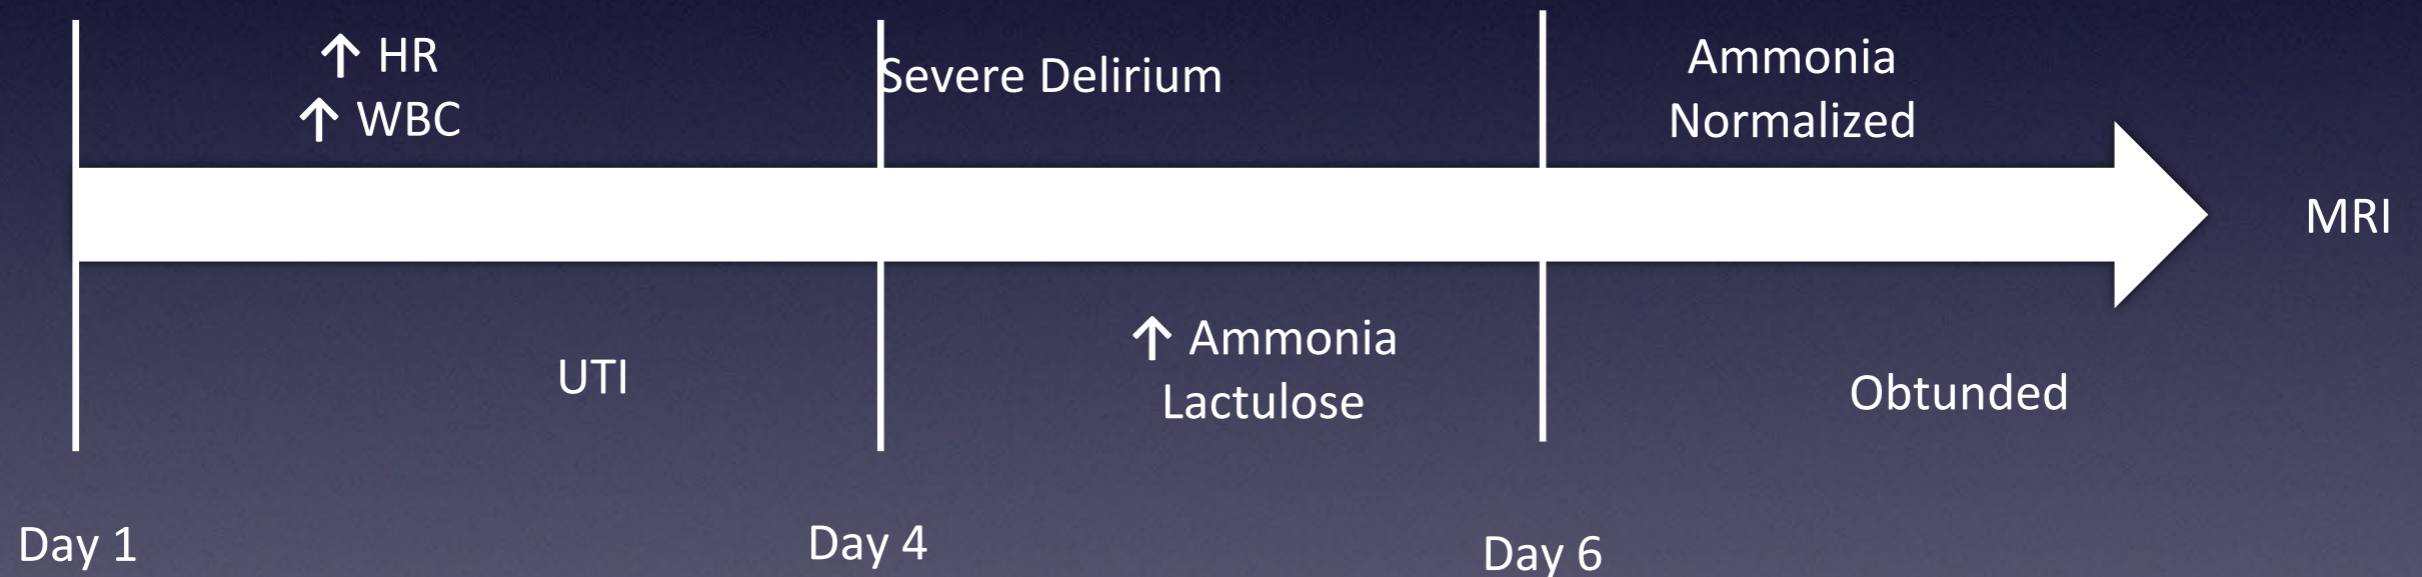 ↑ HR
↑ WBC
Severe Delirium
Ammonia
Normalized
MRI
UTI
↑ Ammonia
Lactulose
Obtunded
Day 1
Day 4
Day 6